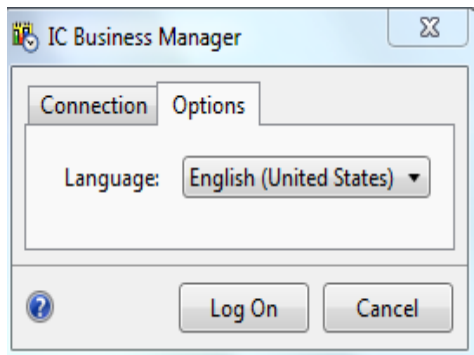 IC Business Manager
Connection Options
Language: English (United States)
Log On Cancel